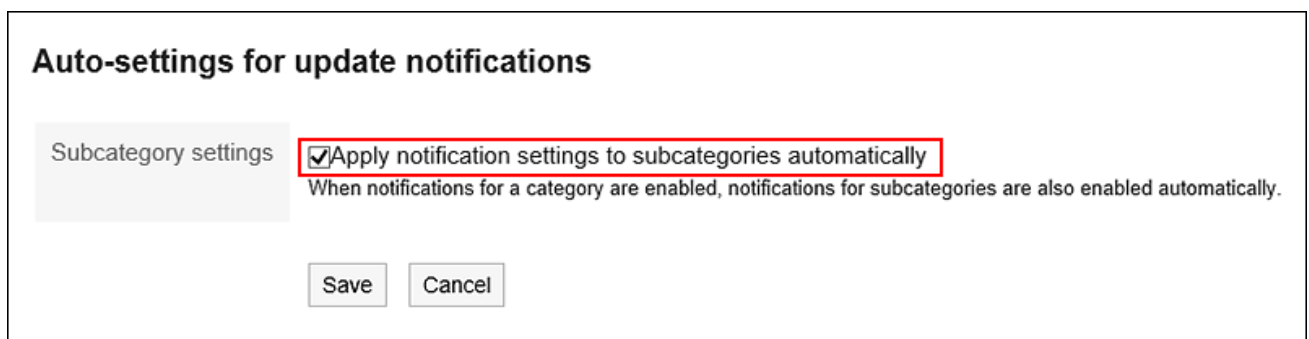 Auto-settings for update notifications
Subcategory settings
Apply notification settings to subcategories automatically
When notifications for a category are enabled, notifications for subcategories are also enabled automatically.
Save
Cancel